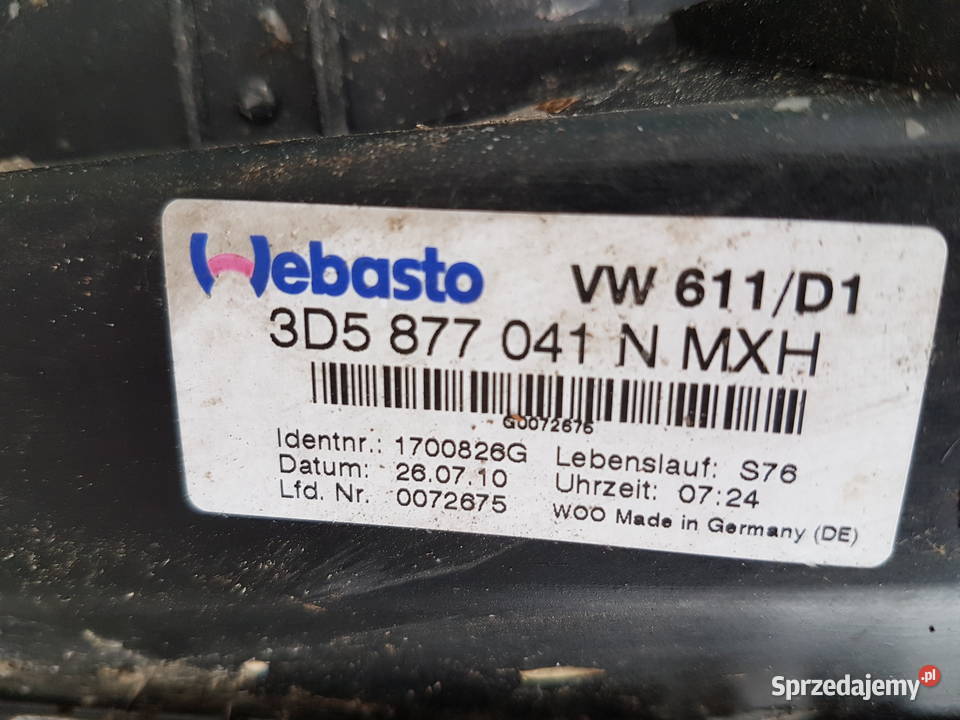 Webasto VW 611/D1
3D5 877 041 N MXH
G0072675
Identnr.: 1700826G Lebenslauf: S76
Datum: 26.07.10 Uhrzeit: 07:24
Lfd. Nr. 0072675 WOO Made in Germany (DE)
Sprzedajemy.pl